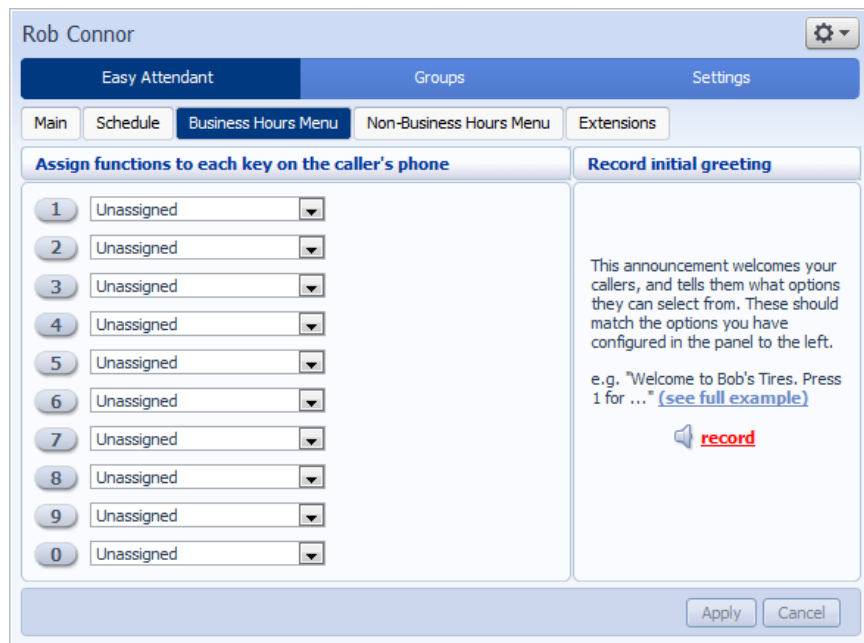 Rob Connor
Easy Attendant Groups Settings
Main Schedule Business Hours Menu Non-Business Hours Menu Extensions
Assign functions to each key on the caller's phone
1 Unassigned
2 Unassigned
3 Unassigned
4 Unassigned
5 Unassigned
6 Unassigned
7 Unassigned
8 Unassigned
9 Unassigned
0 Unassigned
Record initial greeting
This announcement welcomes your
callers, and tells them what options
they can select from. These should
match the options you have
configured in the panel to the left.
e.g. "Welcome to Bob's Tires. Press
1 for ..." (see full example)
record
Apply Cancel